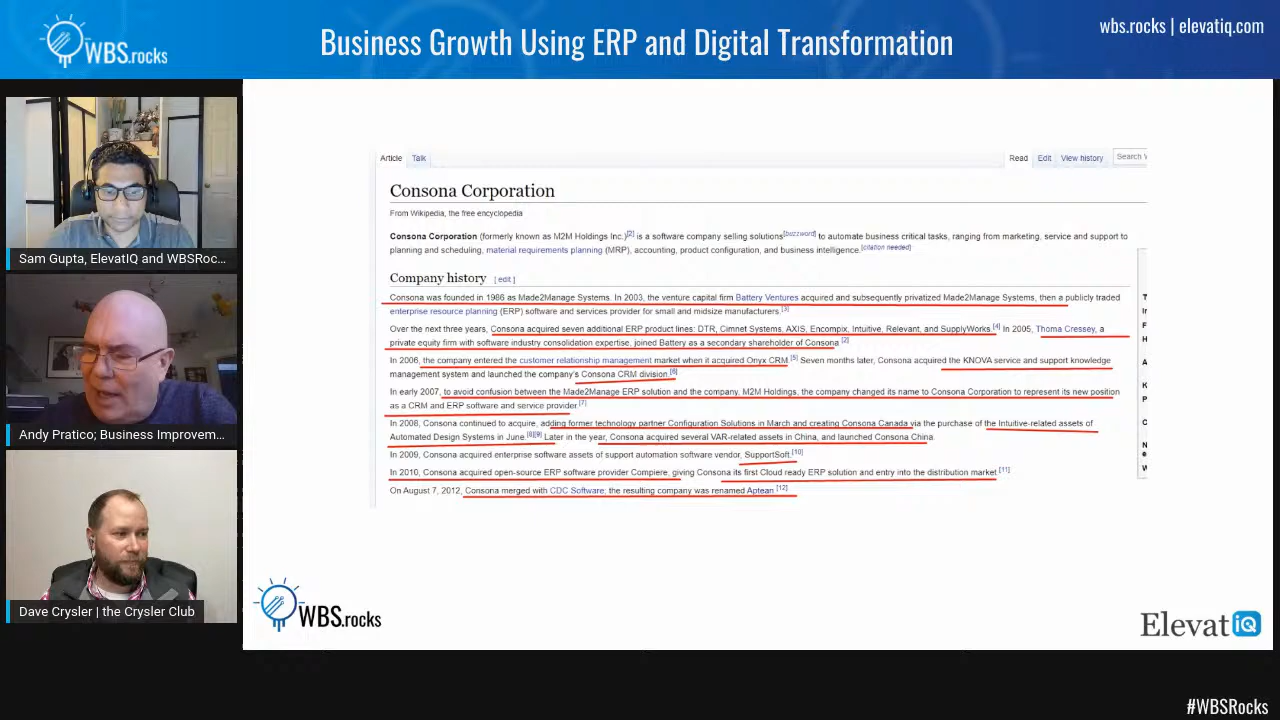 WBS.rocks
Business Growth Using ERP and Digital Transformation
wbs.rocks | elevatiq.com
Sam Gupta, ElevatIQ and WBSRoc...
Andy Pratico; Business Improvem...
Dave Crysler | the Crysler Club
Article Talk Read Edit View history Search
Consona Corporation
From Wikipedia, the free encyclopedia
Consona Corporation (formerly known as M2M Holdings Inc.)[2] is a software company selling solutions[buzzword] to automate business critical tasks, ranging from marketing, service and support to
planning and scheduling, material requirements planning (MRP), accounting, product configuration, and business intelligence.[citation needed]
Company history [ edit ]
Consona was founded in 1986 as Made2Manage Systems. In 2003, the venture capital firm Battery Ventures acquired and subsequently privatized Made2Manage Systems, then a publicly traded
enterprise resource planning (ERP) software and services provider for small and midsize manufacturers.[3]
Over the next three years, Consona acquired seven additional ERP product lines: DTR, Cimnet Systems, AXIS, Encompix, Intuitive, Relevant, and SupplyWorks.[4] In 2005, Thoma Cressey, a
private equity firm with software industry consolidation expertise, joined Battery as a secondary shareholder of Consona [2]
In 2006, the company entered the customer relationship management market when it acquired Onyx CRM.[5] Seven months later, Consona acquired the KNOVA service and support knowledge
management system and launched the company's Consona CRM division.[6]
In early 2007, to avoid confusion between the Made2Manage ERP solution and the company, M2M Holdings, the company changed its name to Consona Corporation to represent its new position
as a CRM and ERP software and service provider.[7]
In 2008, Consona continued to acquire, adding former technology partner Configuration Solutions in March and creating Consona Canada via the purchase of the Intuitive-related assets of
Automated Design Systems in June.[8][9] Later in the year, Consona acquired several VAR-related assets in China, and launched Consona China.
In 2009, Consona acquired enterprise software assets of support automation software vendor, SupportSoft.[10]
In 2010, Consona acquired open-source ERP software provider Compiere, giving Consona its first Cloud ready ERP solution and entry into the distribution market.[11]
On August 7, 2012, Consona merged with CDC Software; the resulting company was renamed Aptean.[12]
WBS.rocks
ElevatIQ
#WBSRocks